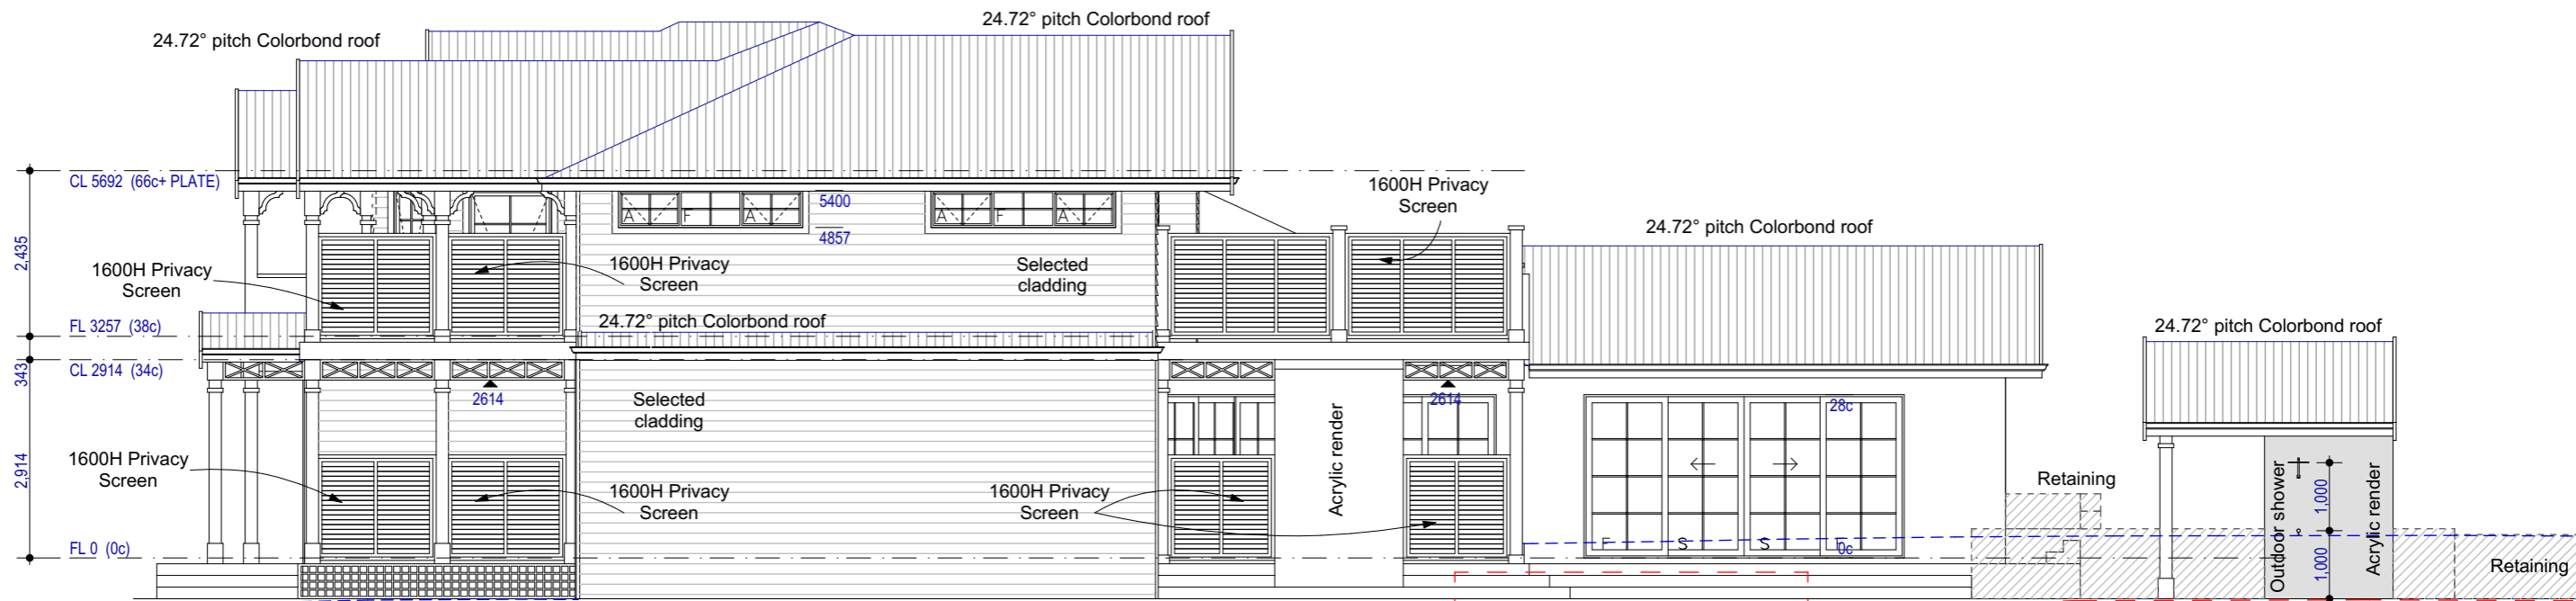 24.72° pitch Colorbond roof
24.72° pitch Colorbond roof
CL 5692 (66c+ PLATE)
1600H Privacy
Screen
A F A
5400
A F A
4857
24.72° pitch Colorbond roof
2,435
1600H Privacy
Screen
1600H Privacy
Screen
Selected
cladding
FL 3257 (38c)
24.72° pitch Colorbond roof
24.72° pitch Colorbond roof
343
CL 2914 (34c)
2614
Selected
cladding
2614
28c
Acrylic render
2,914
1600H Privacy
Screen
1600H Privacy
Screen
1600H Privacy
Screen
Retaining
Outdoor shower
1,000
1,000
Acrylic render
FL 0 (0c)
F S S
0c
Retaining